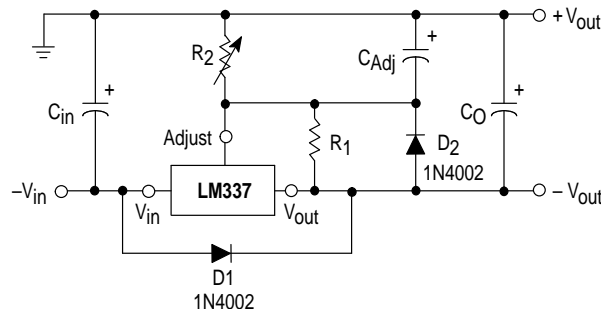 + Vout
R2
+
CAdj
+
Cin
+
CO
Adjust
R1
D2
1N4002
–Vin
Vin
LM337
Vout
– Vout
D1
1N4002